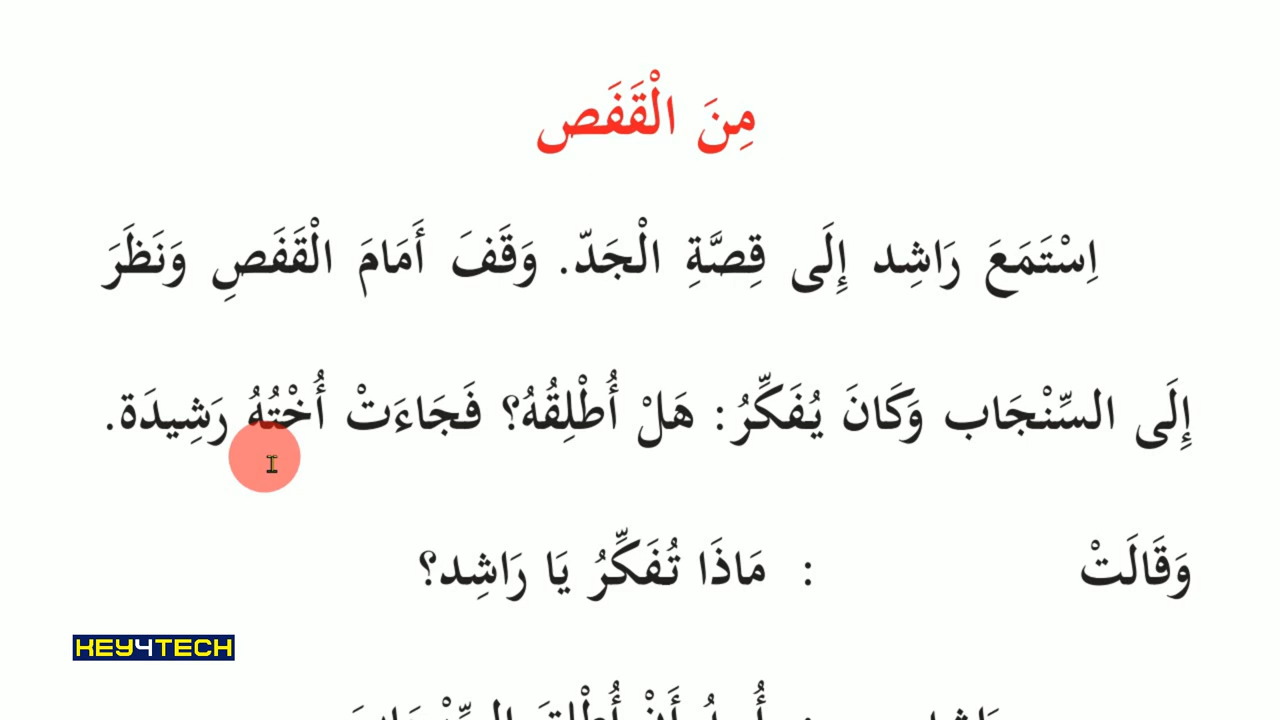 مِنَ الْقَفَص
اِسْتَمَعَ رَاشِد إِلَى قِصَّةِ الْجَدّ. وَقَفَ أَمَامَ الْقَفَصِ وَنَظَرَ
إِلَى السِّنْجَاب وَكَانَ يُفَكِّرُ: هَلْ أُطْلِقُهُ؟ فَجَاءَتْ أُخْتُهُ رَشِيدَة.
وَقَالَتْ : مَاذَا تُفَكِّرُ يَا رَاشِد؟
KEY4TECH